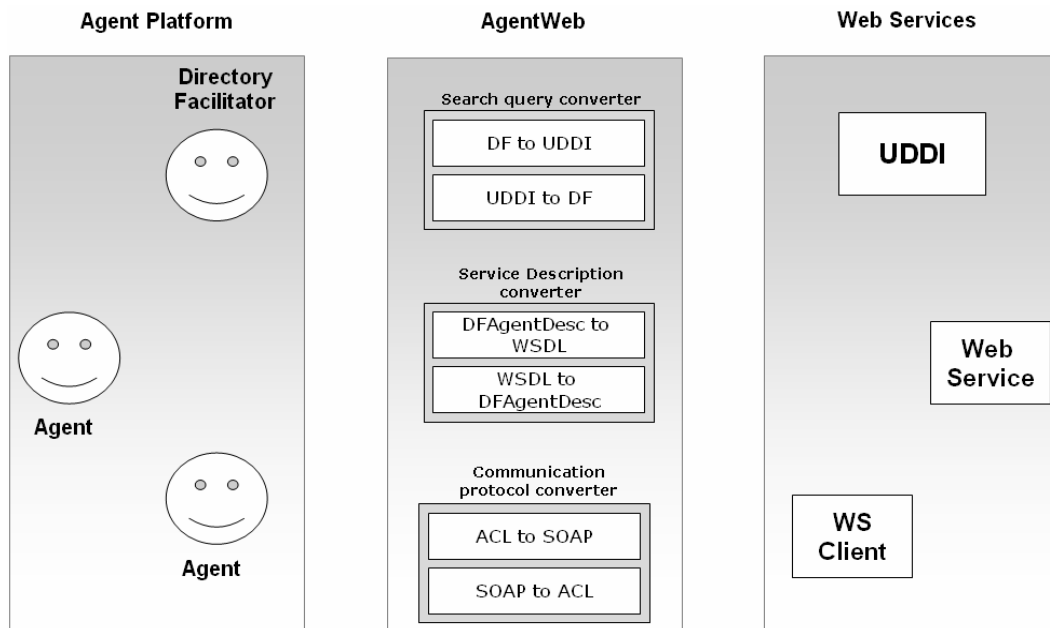 Agent Platform
AgentWeb
Web Services
Directory
Facilitator
Agent
Agent
Search query converter
DF to UDDI
UDDI to DF
Service Description
converter
DFAgentDesc to
WSDL
WSDL to
DFAgentDesc
Communication
protocol converter
ACL to SOAP
SOAP to ACL
UDDI
Web
Service
WS
Client